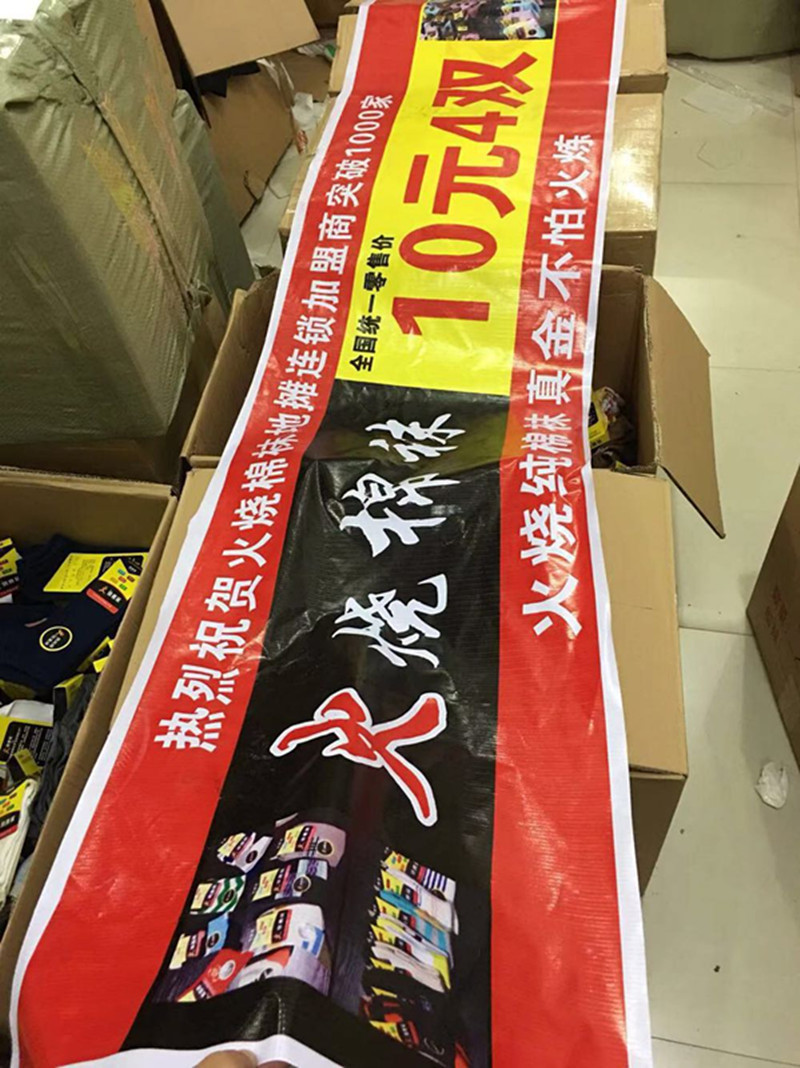 热烈祝贺火烧棉袜地摊连锁加盟商突破1000家
火烧棉袜
全国统一零售价
10元4双
火烧纯棉袜真金不怕火炼